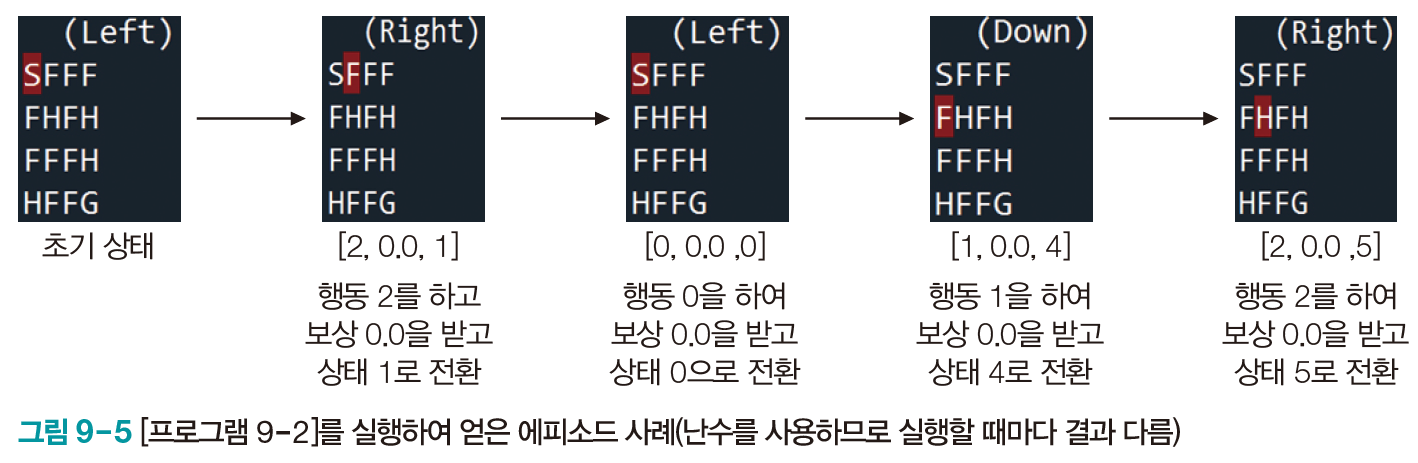 (Left)
SFFF
FHFH
FFFH
HFFG
초기 상태
(Right)
SFFF
FHFH
FFFH
HFFG
[2, 0.0, 1]
행동 2를 하고
보상 0.0을 받고
상태 1로 전환
(Left)
SFFF
FHFH
FFFH
HFFG
[0, 0.0 ,0]
행동 0을 하여
보상 0.0을 받고
상태 0으로 전환
(Down)
SFFF
FHFH
FFFH
HFFG
[1, 0.0, 4]
행동 1을 하여
보상 0.0을 받고
상태 4로 전환
(Right)
SFFF
FHFH
FFFH
HFFG
[2, 0.0 ,5]
행동 2를 하여
보상 0.0을 받고
상태 5로 전환
그림 9-5 [프로그램 9-2]를 실행하여 얻은 에피소드 사례(난수를 사용하므로 실행할 때마다 결과 다름)